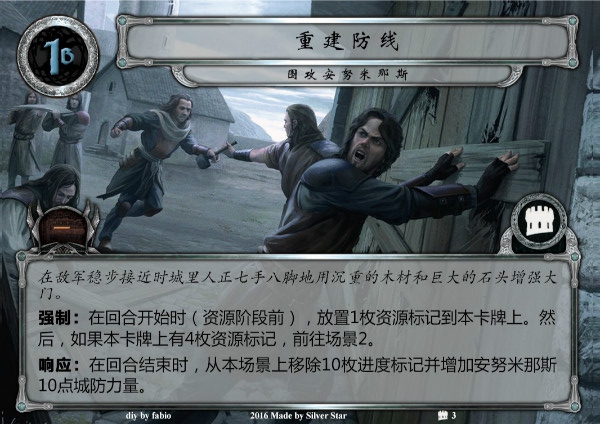 1B
重建防线
围攻安努米那斯
在敌军稳步接近时城里人正七手八脚地用沉重的木材和巨大的石头增强大
门。
强制：在回合开始时（资源阶段前），放置1枚资源标记到本卡牌上。然
后，如果本卡牌上有4枚资源标记，前往场景2。
响应：在回合结束时，从本场景上移除10枚进度标记并增加安努米那斯
10点城防力量。
diy by fabio 2016 Made by Silver Star 3